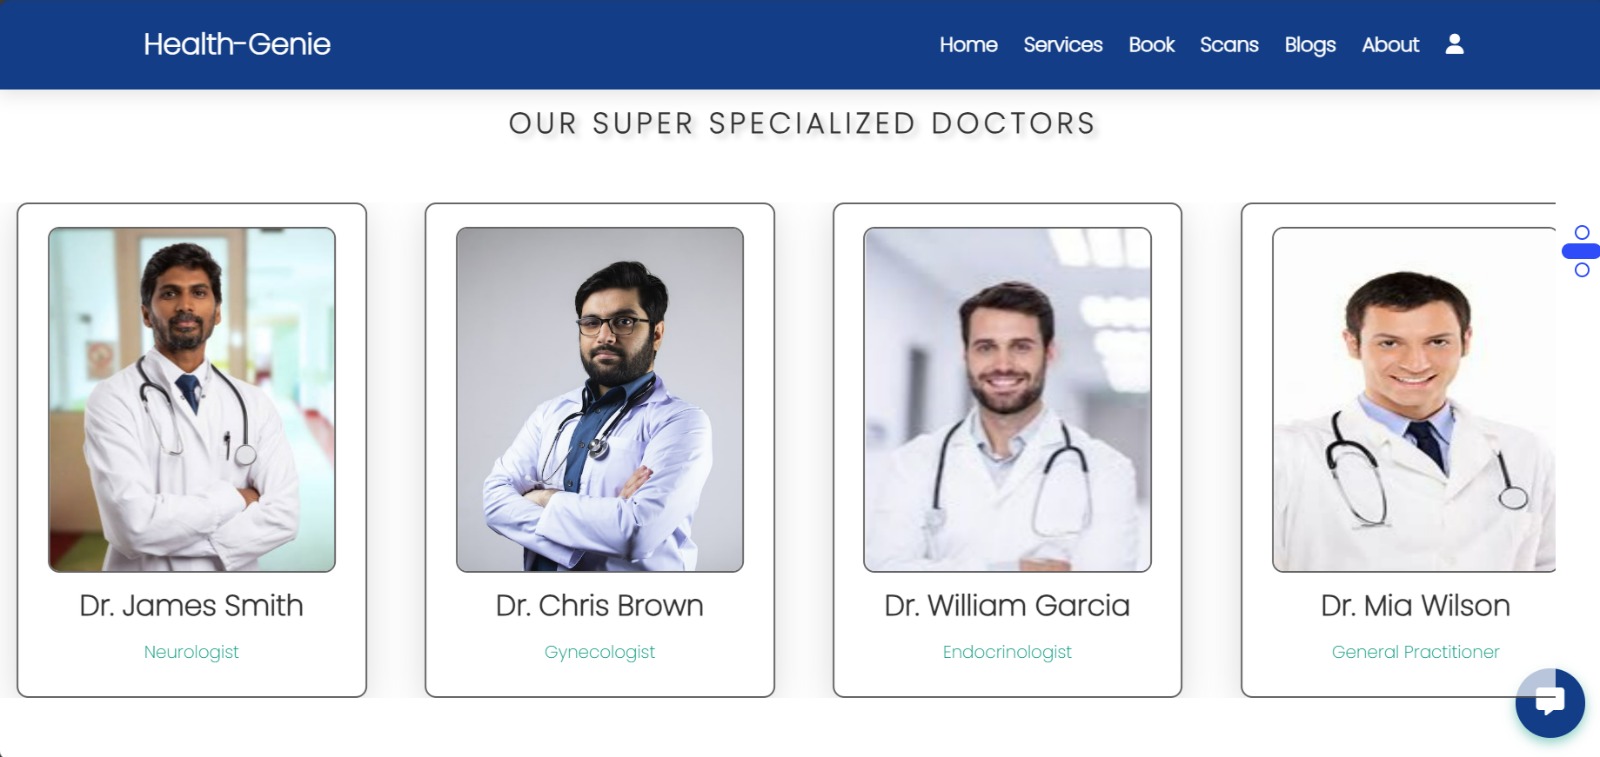 Health-Genie
Home Services Book Scans Blogs About
OUR SUPER SPECIALIZED DOCTORS
Dr. James Smith
Neurologist
Dr. Chris Brown
Gynecologist
Dr. William Garcia
Endocrinologist
Dr. Mia Wilson
General Practitioner